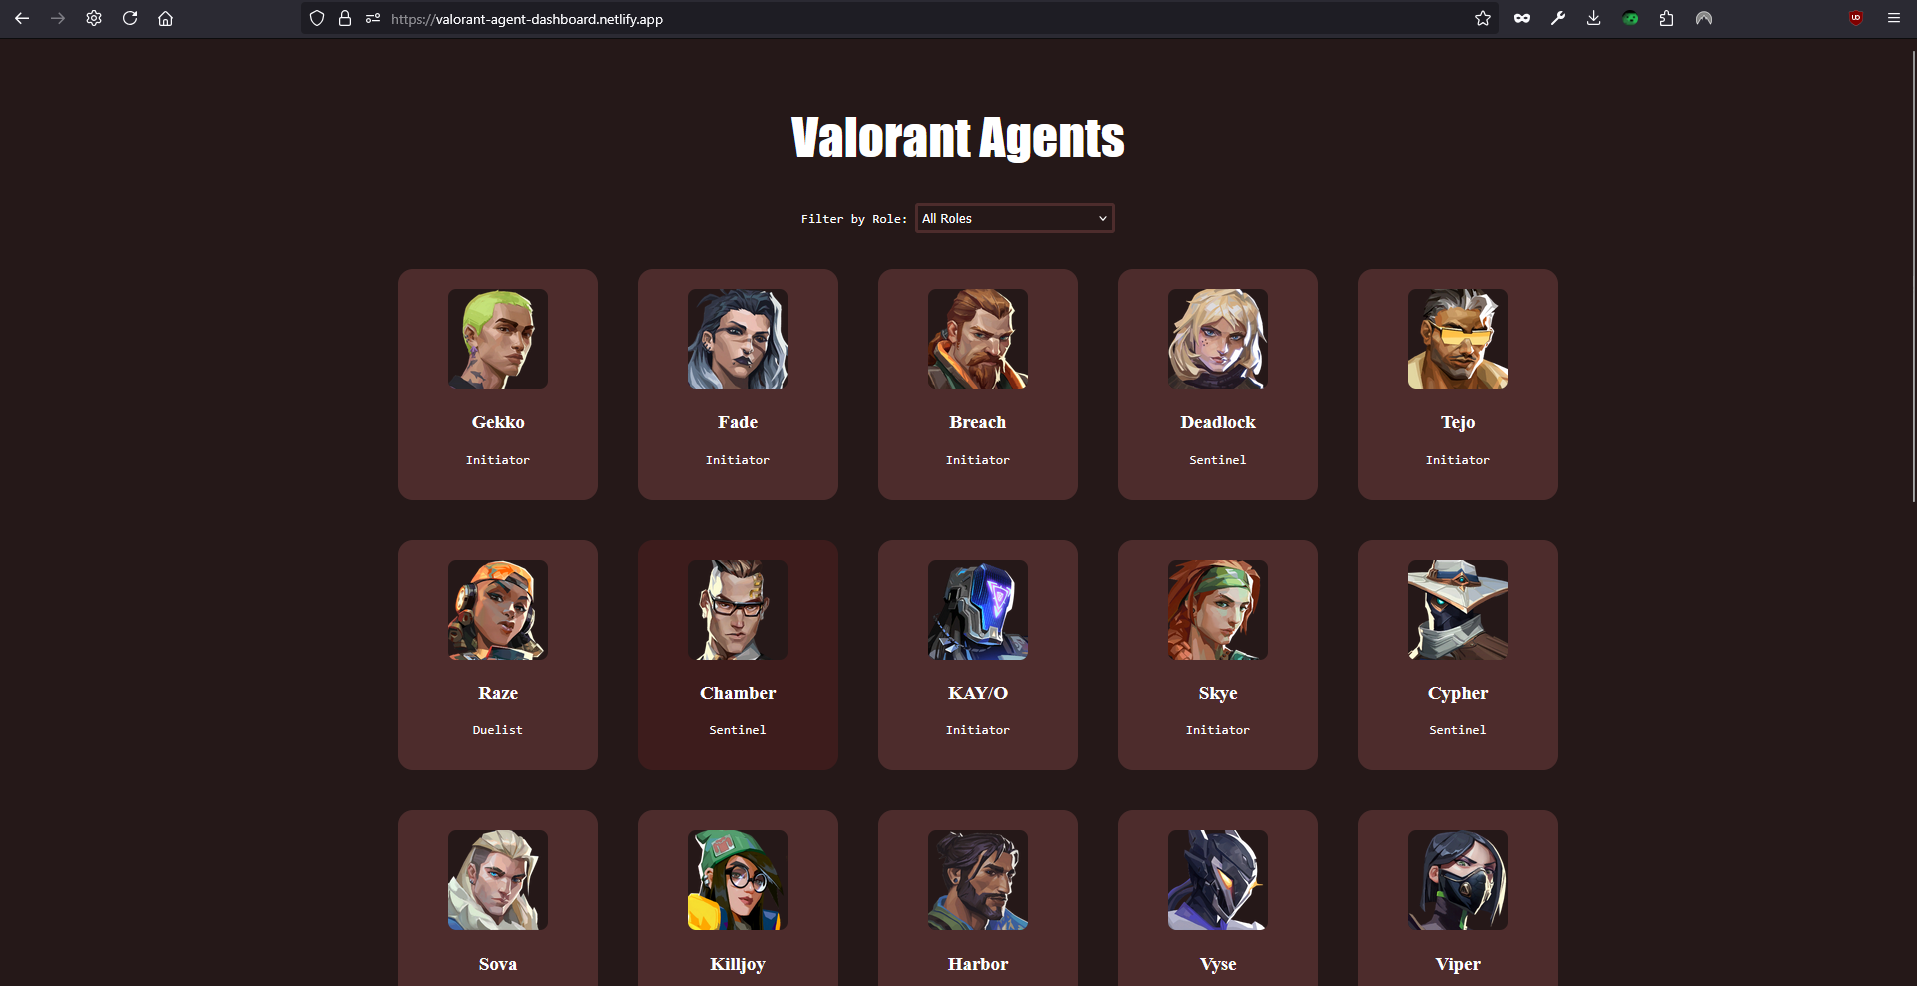 https://valorant-agent-dashboard.netlify.app
Valorant Agents
Filter by Role: All Roles
Gekko Fade Breach Deadlock Tejo
Initiator Initiator Initiator Sentinel Initiator
Raze Chamber KAY/O Skye Cypher
Duelist Sentinel Initiator Initiator Sentinel
Sova Killjoy Harbor Vyse Viper